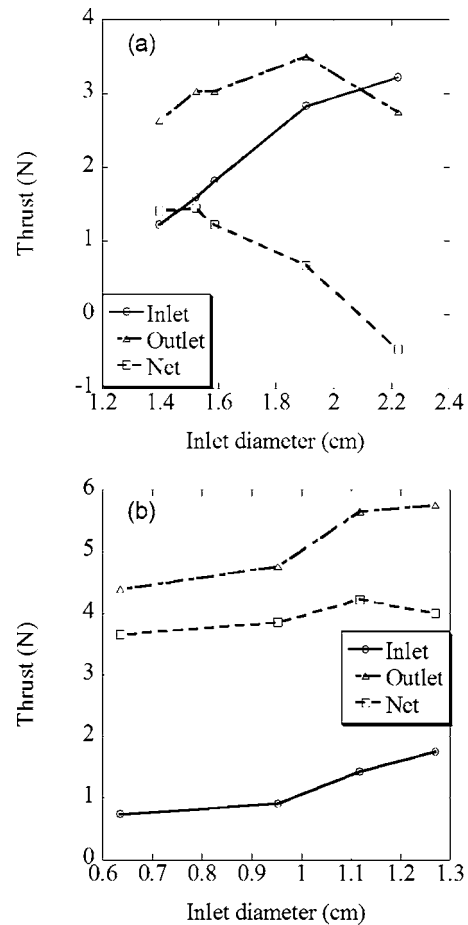 (a)
4
3
2
1
0
-1
Thrust (N)
Inlet
Outlet
Net
1.2 1.4 1.6 1.8 2 2.2 2.4
Inlet diameter (cm)
(b)
6
5
4
3
2
1
0
Thrust (N)
Inlet
Outlet
Net
0.6 0.7 0.8 0.9 1 1.1 1.2 1.3
Inlet diameter (cm)